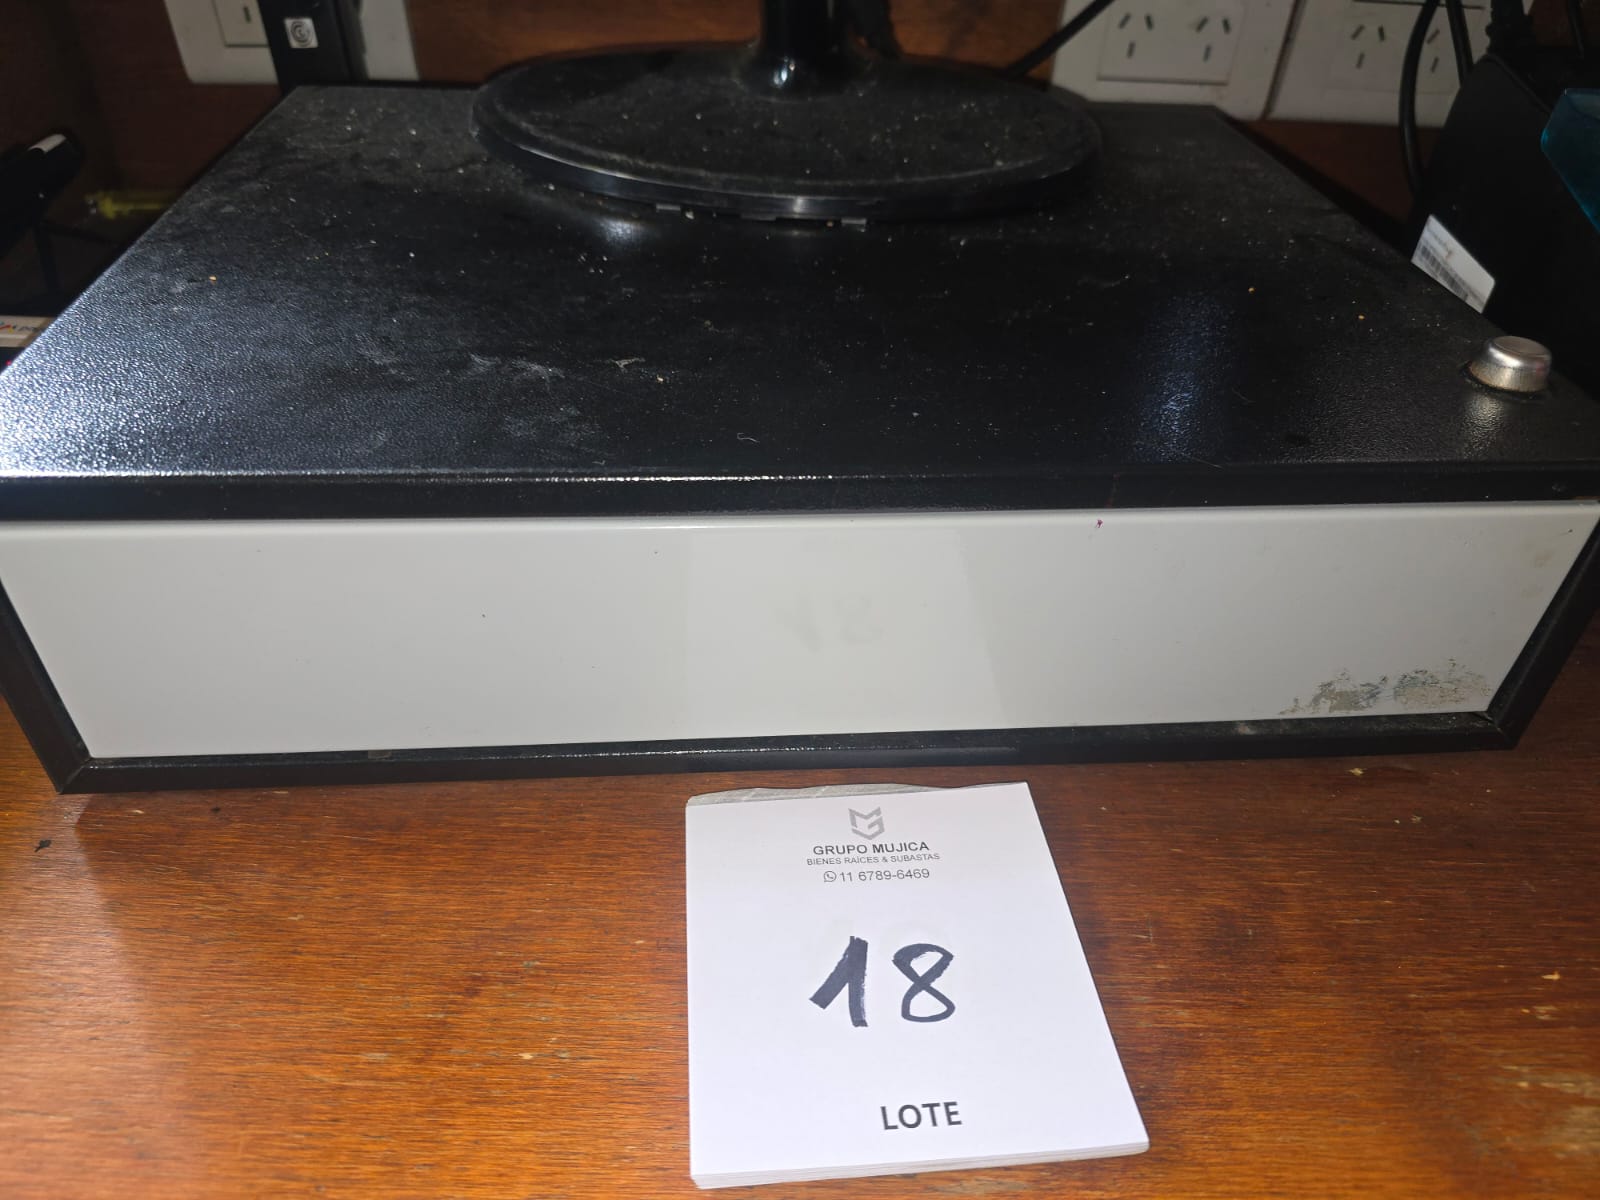 GRUPO MUJICA
BIENES RAÍCES & SUBASTAS
11 6789-6469
18
LOTE